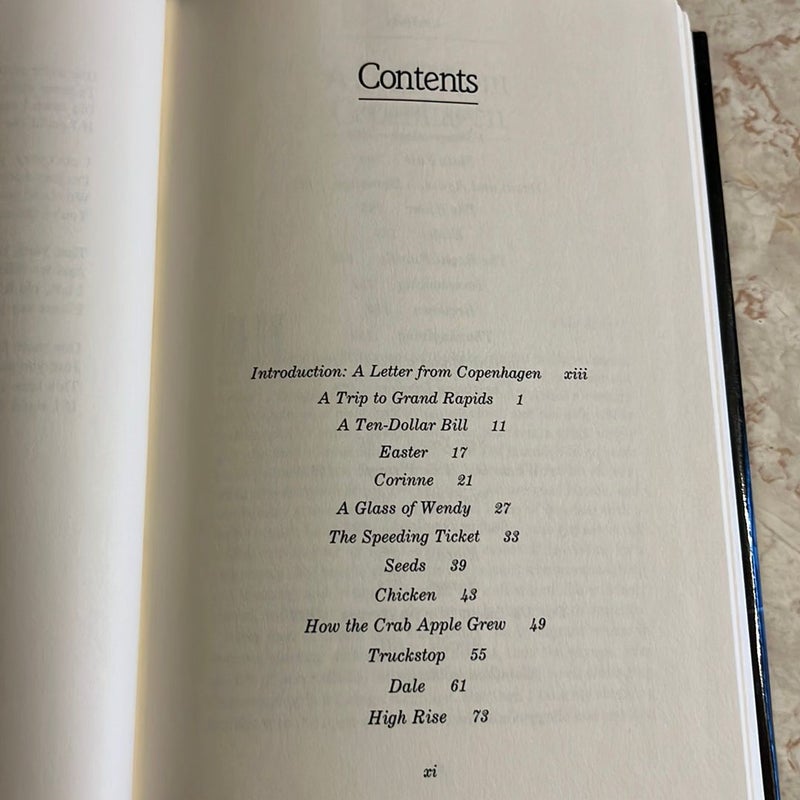 Contents
Introduction: A Letter from Copenhagen xiii
A Trip to Grand Rapids 1
A Ten-Dollar Bill 11
Easter 17
Corinne 21
A Glass of Wendy 27
The Speeding Ticket 33
Seeds 39
Chicken 43
How the Crab Apple Grew 49
Truckstop 55
Dale 61
High Rise 73
xi